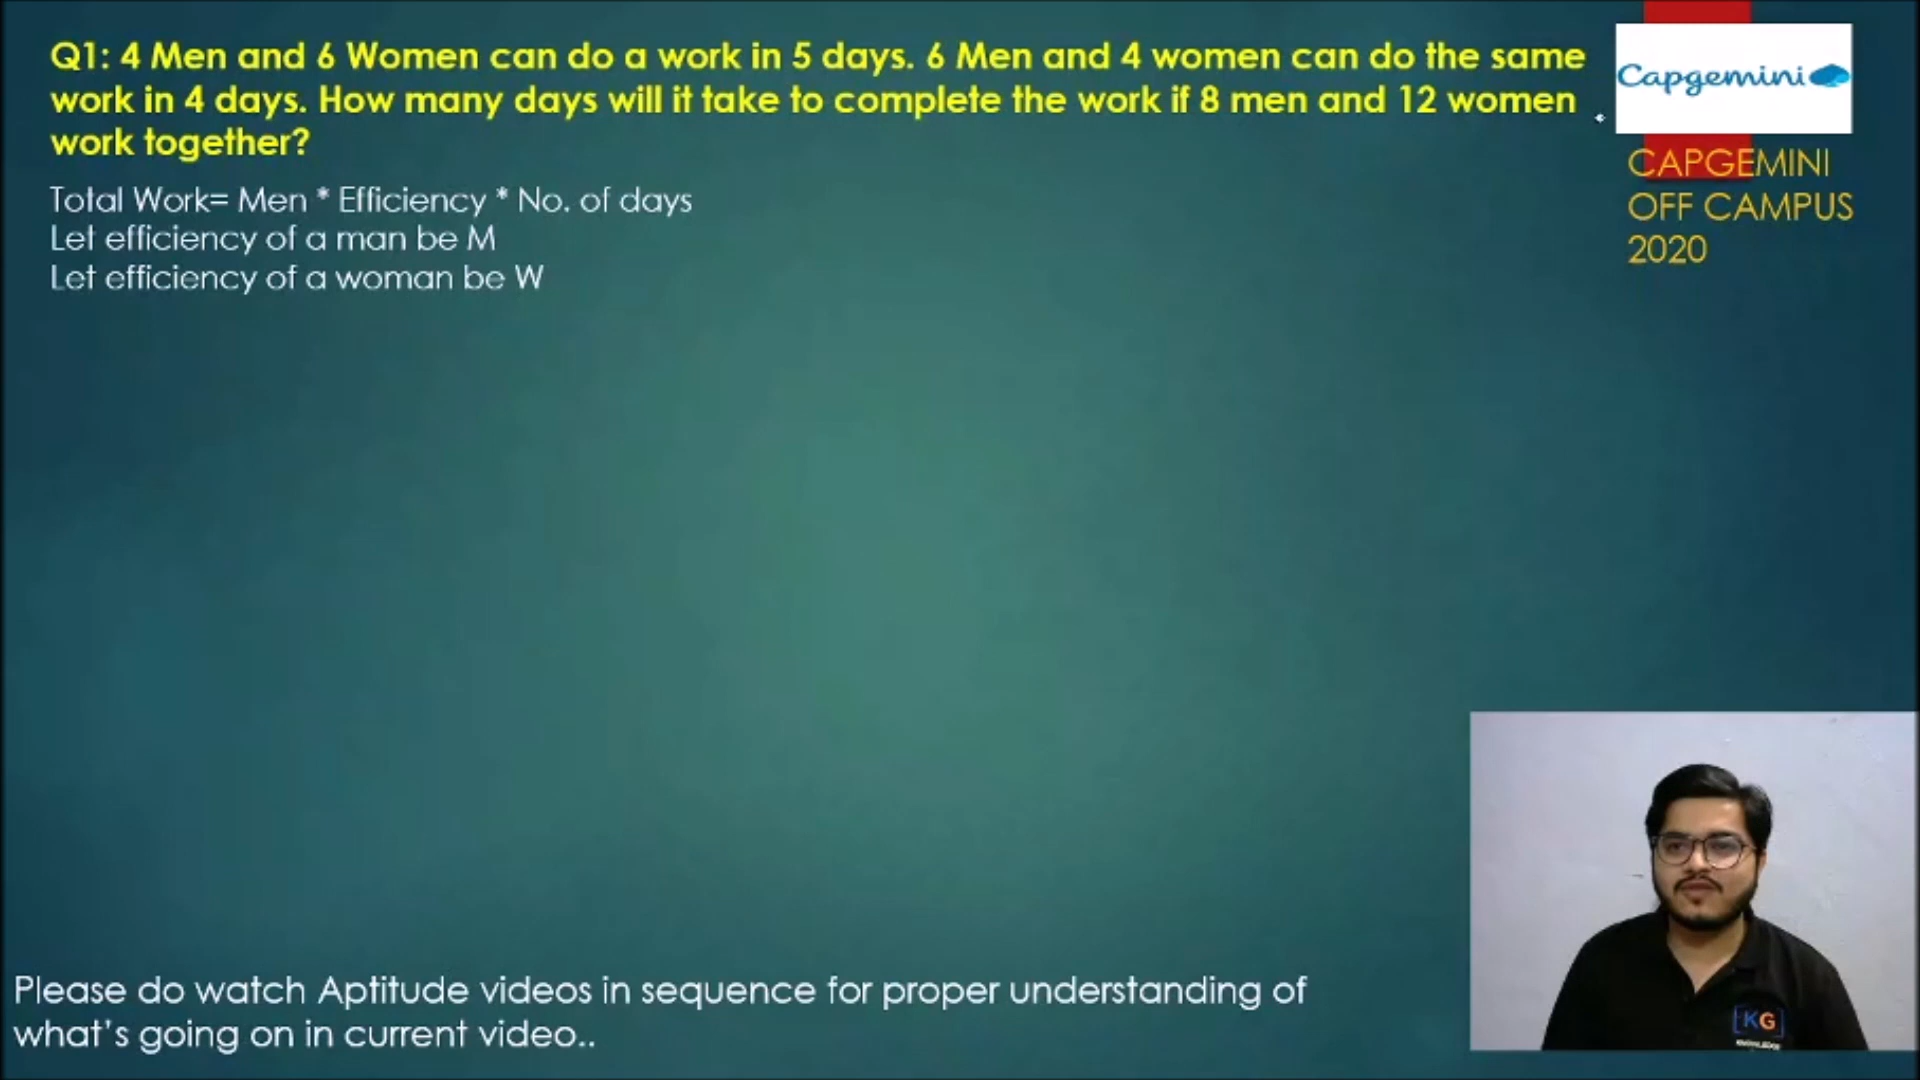 Q1: 4 Men and 6 Women can do a work in 5 days. 6 Men and 4 women can do the same
work in 4 days. How many days will it take to complete the work if 8 men and 12 women
work together?
Total Work= Men * Efficiency * No. of days
Let efficiency of a man be M
Let efficiency of a woman be W
Capgemini
CAPGEMINI
OFF CAMPUS
2020
Please do watch Aptitude videos in sequence for proper understanding of
what's going on in current video..
[KG]